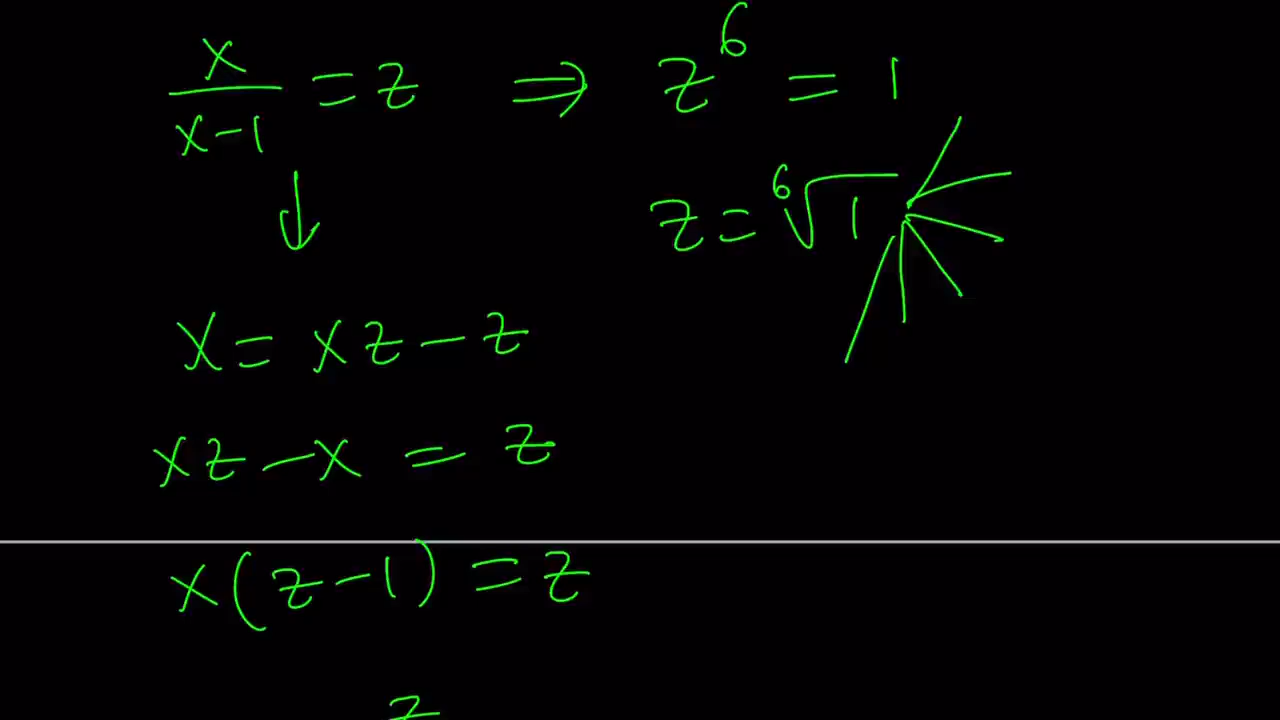 x/(x-1) = z ⇒ z^6 = 1
↓ z = ⁶√1
x = xz - z
xz - x = z
x(z-1) = z
z